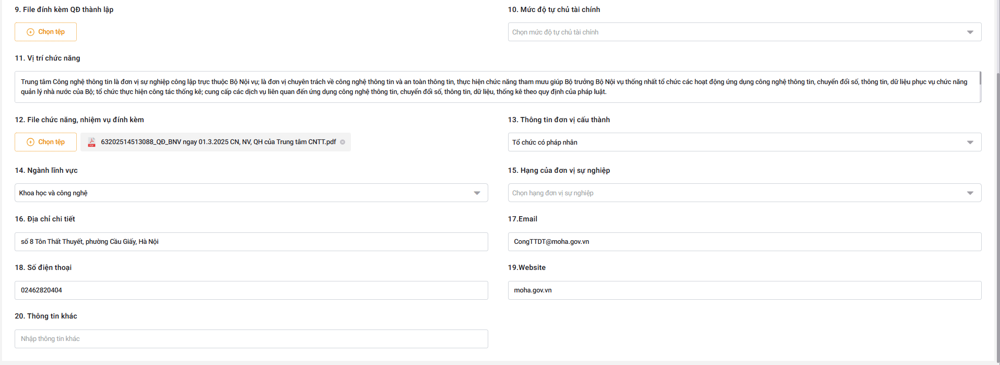 9. File đính kèm QĐ thành lập
10. Mức độ tự chủ tài chính
Chọn tệp
Chọn mức độ tự chủ tài chính
11. Vị trí chức năng
Trung tâm Công nghệ thông tin là đơn vị sự nghiệp công lập trực thuộc Bộ Nội vụ; là đơn vị chuyên trách về công nghệ thông tin và an toàn thông tin, thực hiện chức năng tham mưu giúp Bộ trưởng Bộ Nội vụ thống nhất tổ chức các hoạt động ứng dụng công nghệ thông tin, chuyển đổi số, thông tin, dữ liệu phục vụ chức năng
quản lý nhà nước của Bộ; tổ chức thực hiện công tác thống kê; cung cấp các dịch vụ liên quan đến ứng dụng công nghệ thông tin, chuyển đổi số, thông tin, dữ liệu, thống kê theo quy định của pháp luật.
12. File chức năng, nhiệm vụ đính kèm
13. Thông tin đơn vị cấu thành
Chọn tệp
63202514513088_QĐ_BNV ngay 01.3.2025 CN, NV, QH của Trung tâm CNTT.pdf
Tổ chức có pháp nhân
14. Ngành lĩnh vực
15. Hạng của đơn vị sự nghiệp
Khoa học và công nghệ
Chọn hạng đơn vị sự nghiệp
16. Địa chỉ chi tiết
17.Email
số 8 Tôn Thất Thuyết, phường Cầu Giấy, Hà Nội
CongTTDT@moha.gov.vn
18. Số điện thoại
19.Website
02462820404
moha.gov.vn
20. Thông tin khác
Nhập thông tin khác